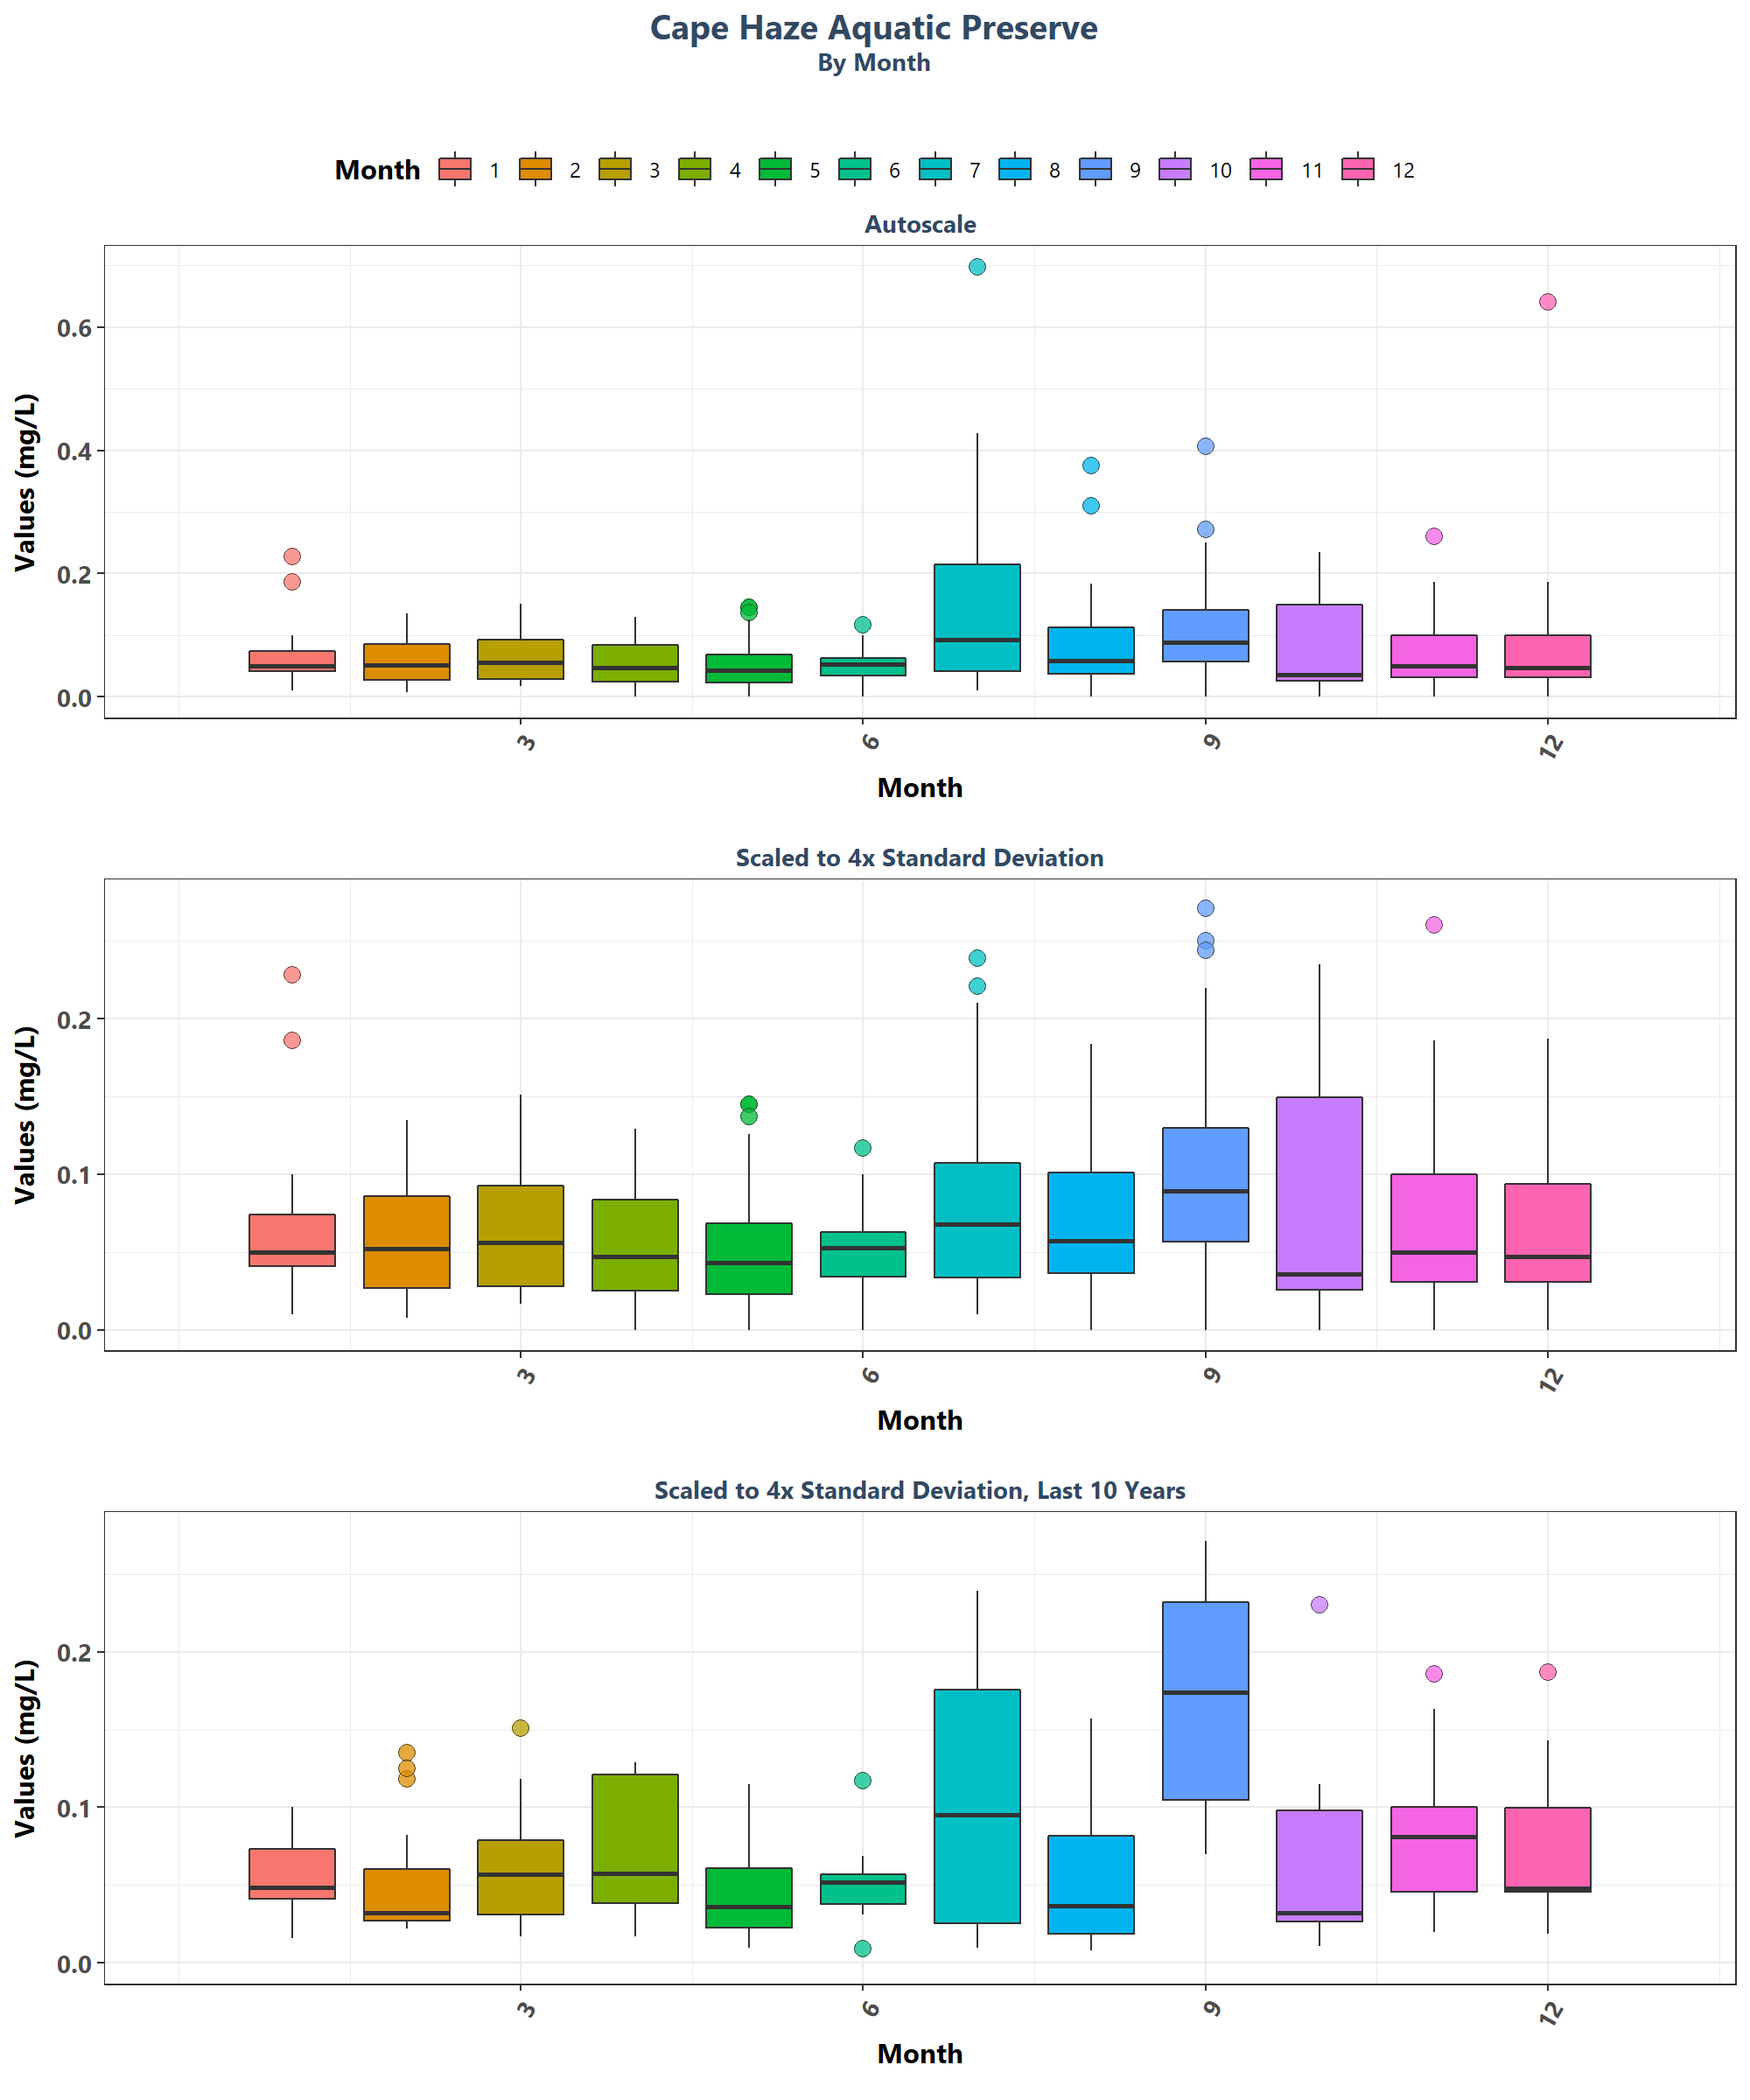 Cape Haze Aquatic Preserve
By Month
Month 1 2 3 4 5 6 7 8 9 10 11 12
Autoscale
Values (mg/L)
0.6
0.4
0.2
0.0
3 6 9 12
Month
Scaled to 4x Standard Deviation
Values (mg/L)
0.2
0.1
0.0
3 6 9 12
Month
Scaled to 4x Standard Deviation, Last 10 Years
Values (mg/L)
0.2
0.1
0.0
3 6 9 12
Month